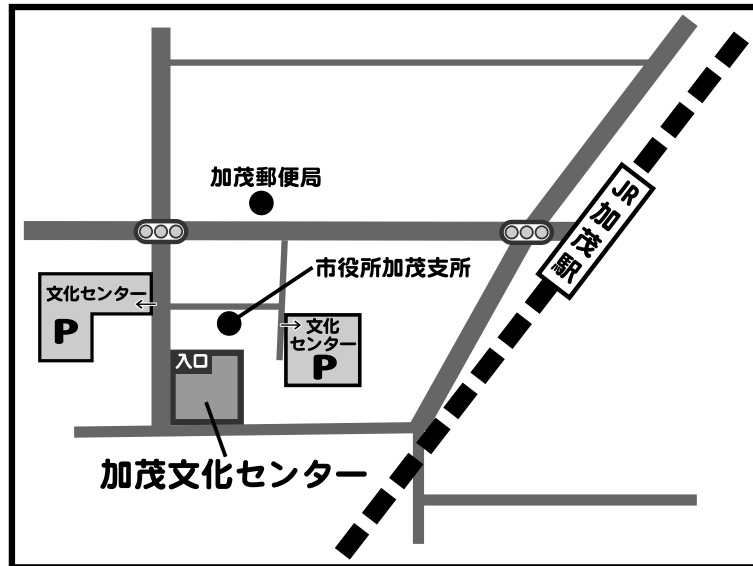 加茂郵便局
JR加茂駅
市役所加茂支所
文化センター
P
文化
センター
P
入口
加茂文化センター